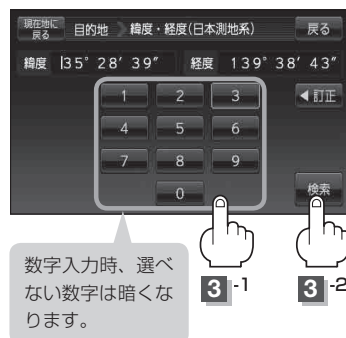 現在地に
戻る
目的地 緯度・経度(日本測地系) 戻る
緯度 35° 28′ 39″ 経度 139° 38′ 43″
1 2 3 ◀訂正
4 5 6
7 8 9
0 検索
3-1 3-2
数字入力時、選べ
ない数字は暗くな
ります。